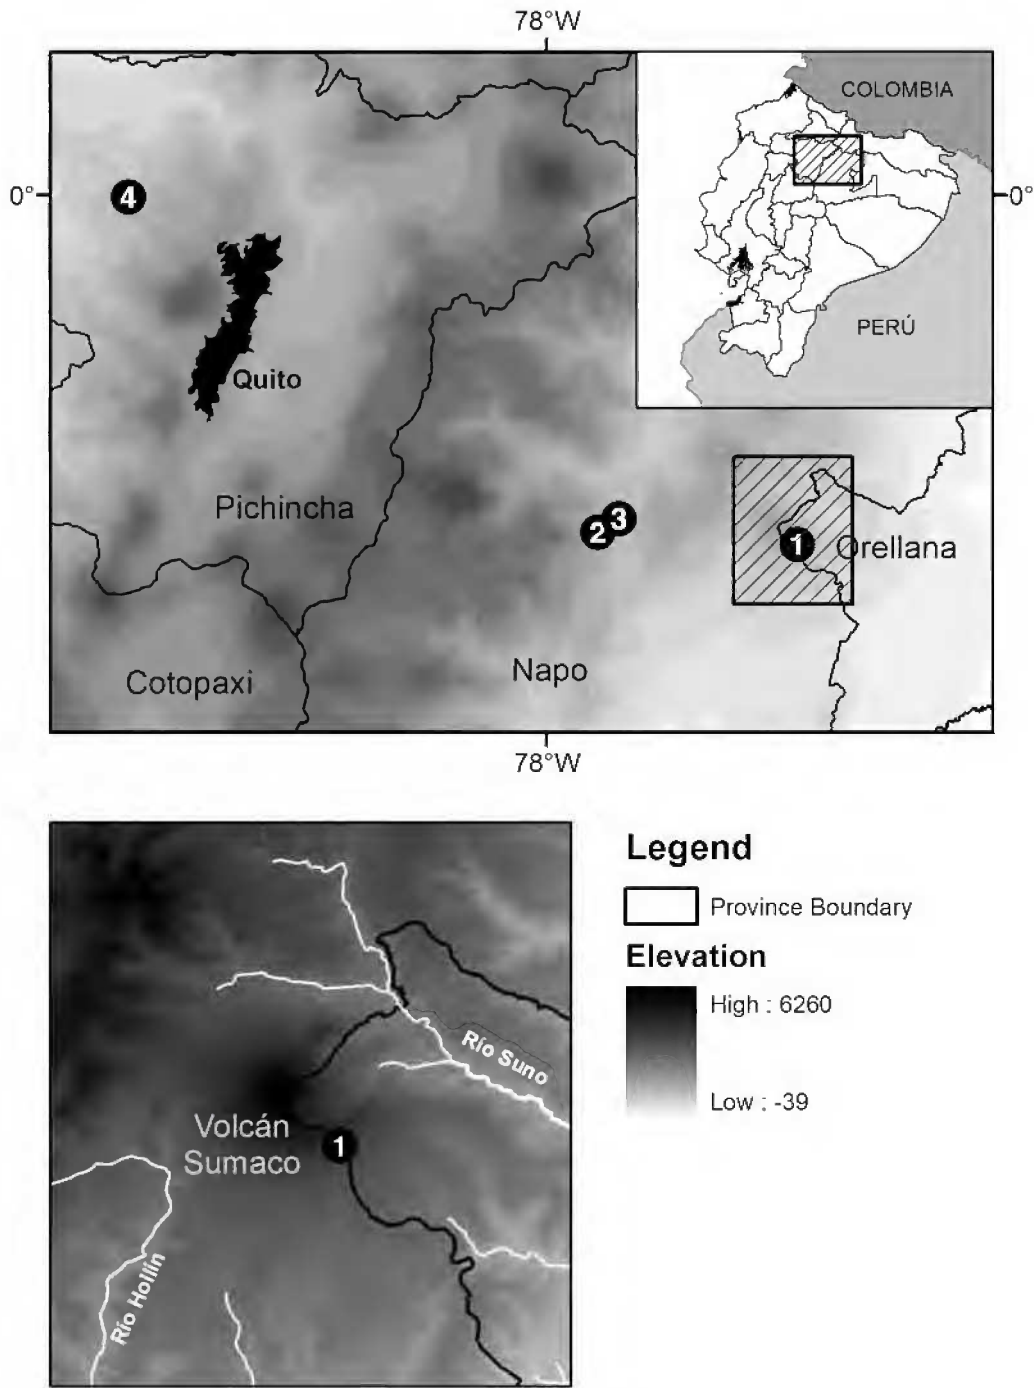 78°W
COLOMBIA
0°
4
0°
PERÚ
Quito
Pichincha
3
2
1
Orellana
Cotopaxi
Napo
78°W
Legend
Province Boundary
Elevation
High : 6260
Low : -39
Río Suno
Volcán
Sumaco
1
Río Hollín